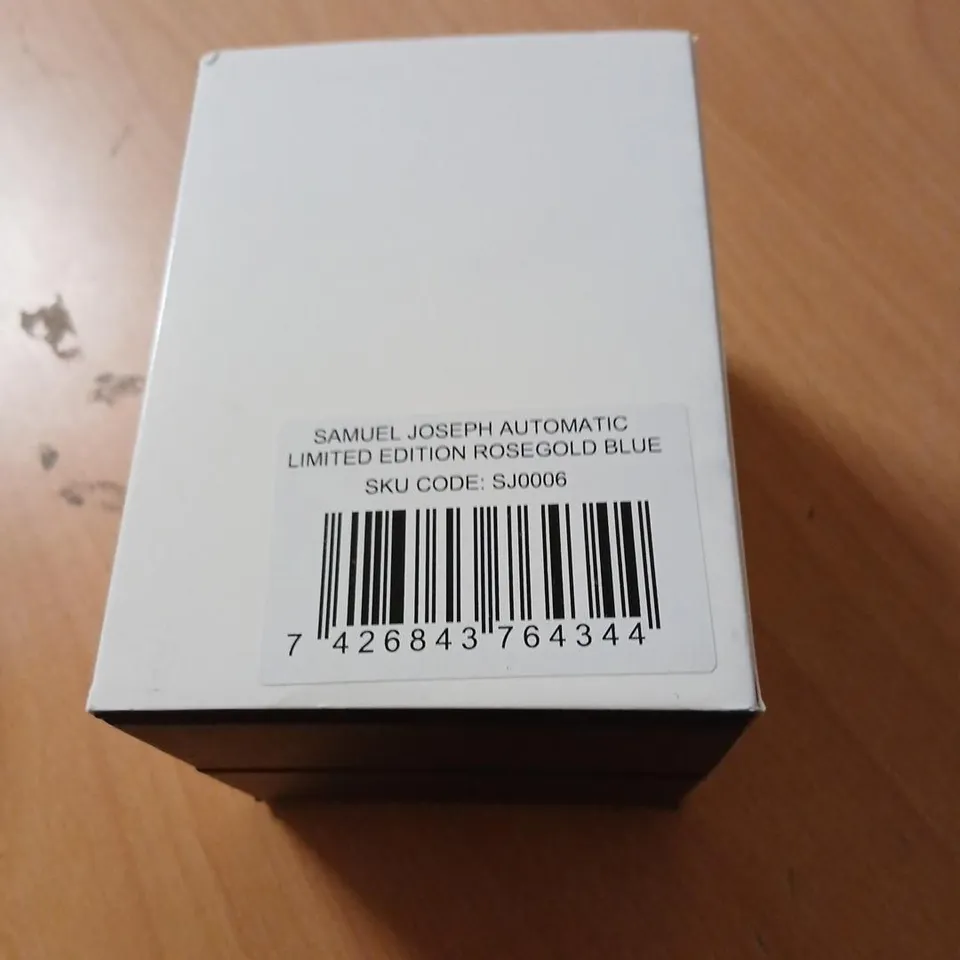 SAMUEL JOSEPH AUTOMATIC
LIMITED EDITION ROSEGOLD BLUE
SKU CODE: SJ0006
7 426843 764344